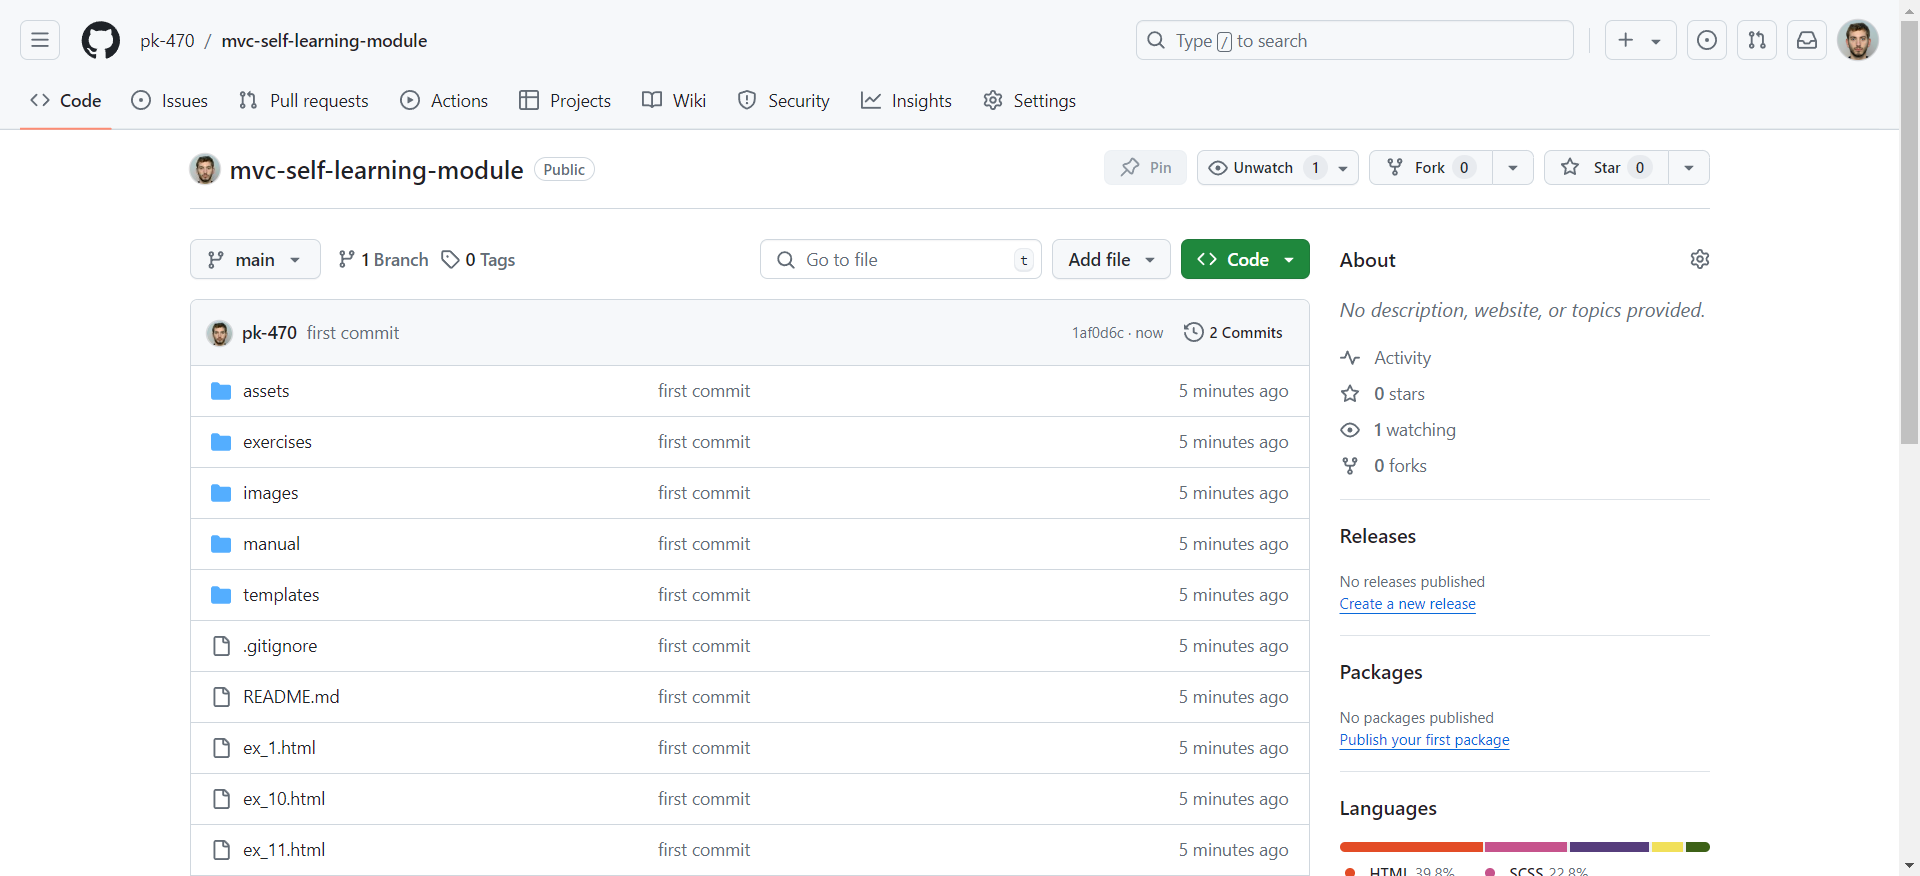 pk-470 / mvc-self-learning-module
Type / to search
Code Issues Pull requests Actions Projects Wiki Security Insights Settings
mvc-self-learning-module Public
Pin Unwatch 1 Fork 0 Star 0
main 1 Branch 0 Tags Go to file t Add file Code
pk-470 first commit 1af0d6c · now 2 Commits
assets first commit 5 minutes ago
exercises first commit 5 minutes ago
images first commit 5 minutes ago
manual first commit 5 minutes ago
templates first commit 5 minutes ago
.gitignore first commit 5 minutes ago
README.md first commit 5 minutes ago
ex_1.html first commit 5 minutes ago
ex_10.html first commit 5 minutes ago
ex_11.html first commit 5 minutes ago
About
No description, website, or topics provided.
Activity
0 stars
1 watching
0 forks
Releases
No releases published
Create a new release
Packages
No packages published
Publish your first package
Languages
HTML 39.8% SCSS 22.8%